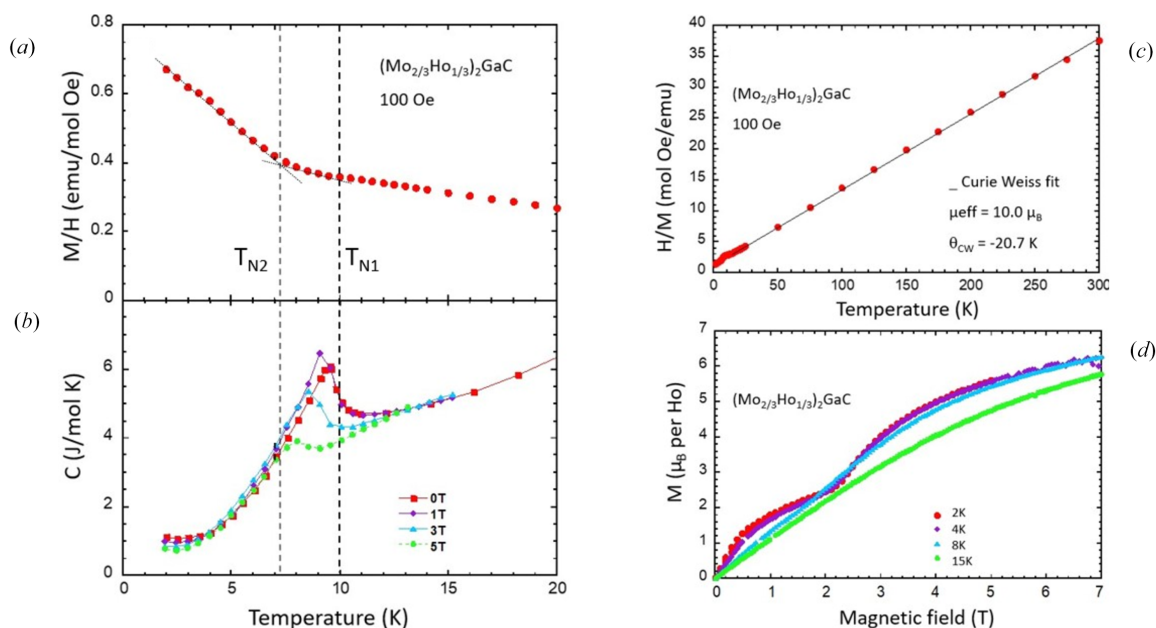 (a)
0.8
0.6
0.4
0.2
0
M/H (emu/mol Oe)
(Mo2/3Ho1/3)2GaC
100 Oe
TN2
TN1
(b)
6
4
2
0
C (J/mol K)
0T
1T
3T
5T
0 5 10 15 20
Temperature (K)
(c)
40
35
30
25
20
15
10
5
0
H/M (mol Oe/emu)
(Mo2/3Ho1/3)2GaC
100 Oe
_ Curie Weiss fit
μeff = 10.0 μB
θCW = -20.7 K
0 50 100 150 200 250 300
Temperature (K)
(d)
7
6
5
4
3
2
1
0
M (μB per Ho)
(Mo2/3Ho1/3)2GaC
2K
4K
8K
15K
0 1 2 3 4 5 6 7
Magnetic field (T)